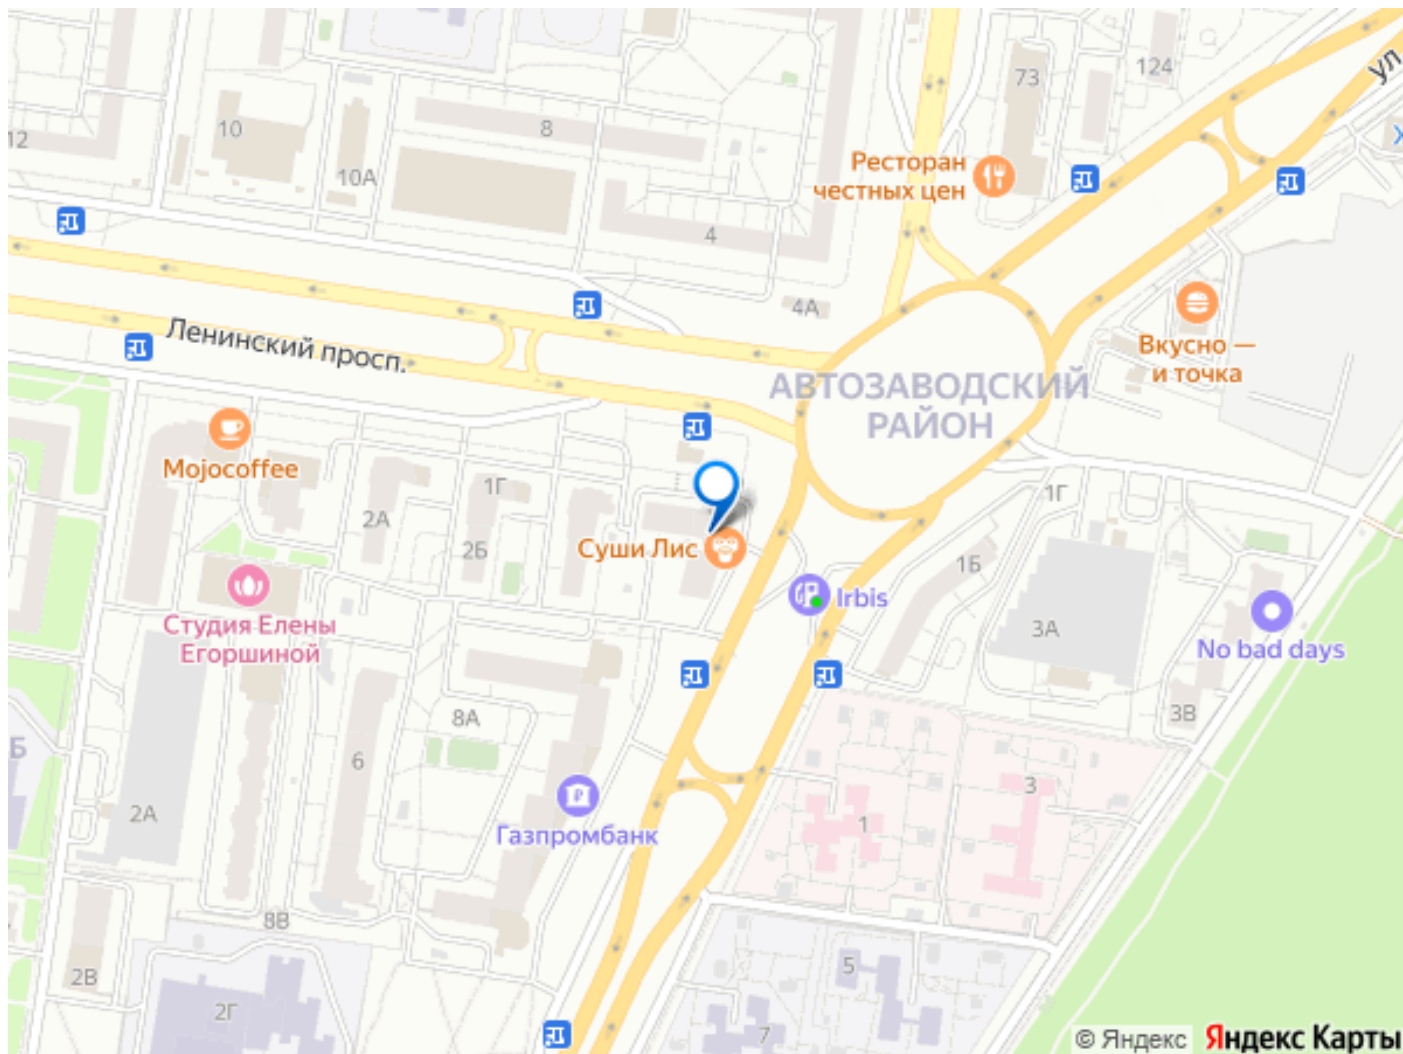 ул
73
124
12
10
8
10А
Ресторан
честных цен
4
4А
Ленинский просп.
Вкусно —
и точка
АВТОЗАВОДСКИЙ
РАЙОН
Mojocoffee
1Г
2А
2Б
Суши Лис
1Г
1Б
Irbis
3А
No bad days
Студия Елены
Егоршиной
8А
3В
Б
6
3
2А
1
Газпромбанк
8В
2В
5
2Г
7
© Яндекс Яндекс Карты